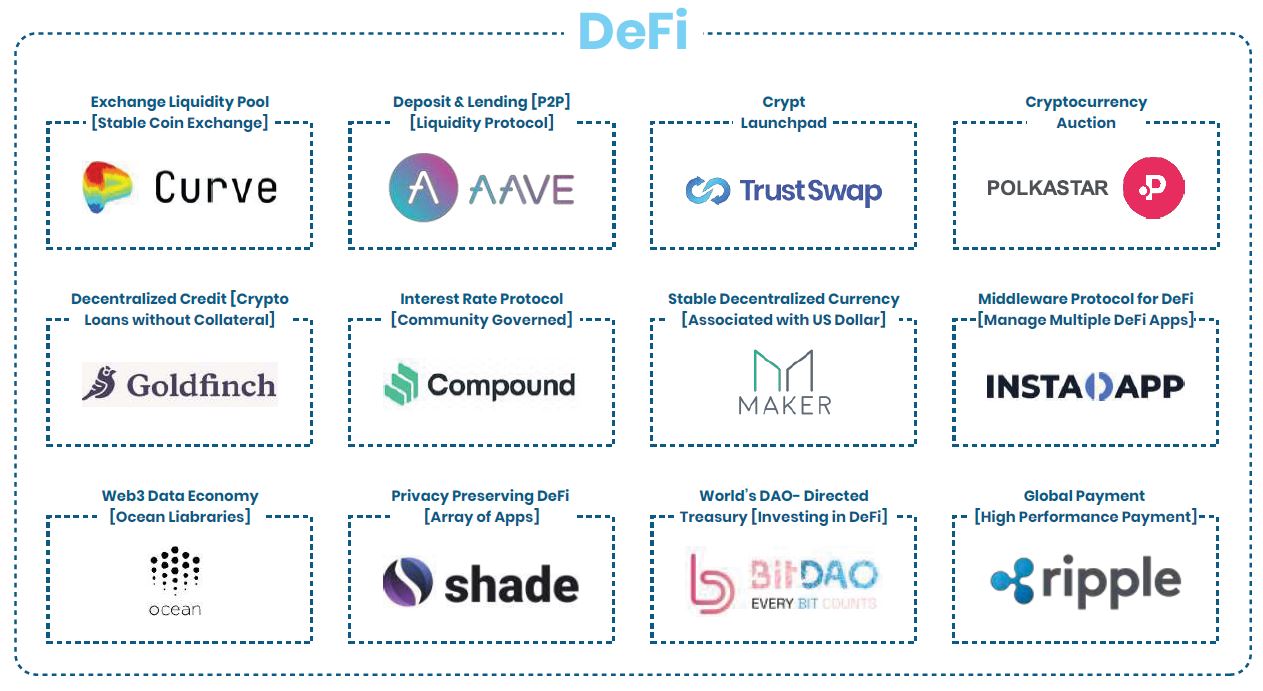 DeFi
Exchange Liquidity Pool
[Stable Coin Exchange]
Curve
Deposit & Lending [P2P]
[Liquidity Protocol]
AAVE
Crypt
Launchpad
TrustSwap
Cryptocurrency
Auction
POLKASTAR
Decentralized Credit [Crypto
Loans without Collateral]
Goldfinch
Interest Rate Protocol
[Community Governed]
Compound
Stable Decentralized Currency
[Associated with US Dollar]
MAKER
Middleware Protocol for DeFi
[Manage Multiple DeFi Apps]
INSTADAPP
Web3 Data Economy
[Ocean Liabraries]
ocean
Privacy Preserving DeFi
[Array of Apps]
shade
World's DAO- Directed
Treasury [Investing in DeFi]
BitDAO
EVERY BIT COUNTS
Global Payment
[High Performance Payment]
ripple